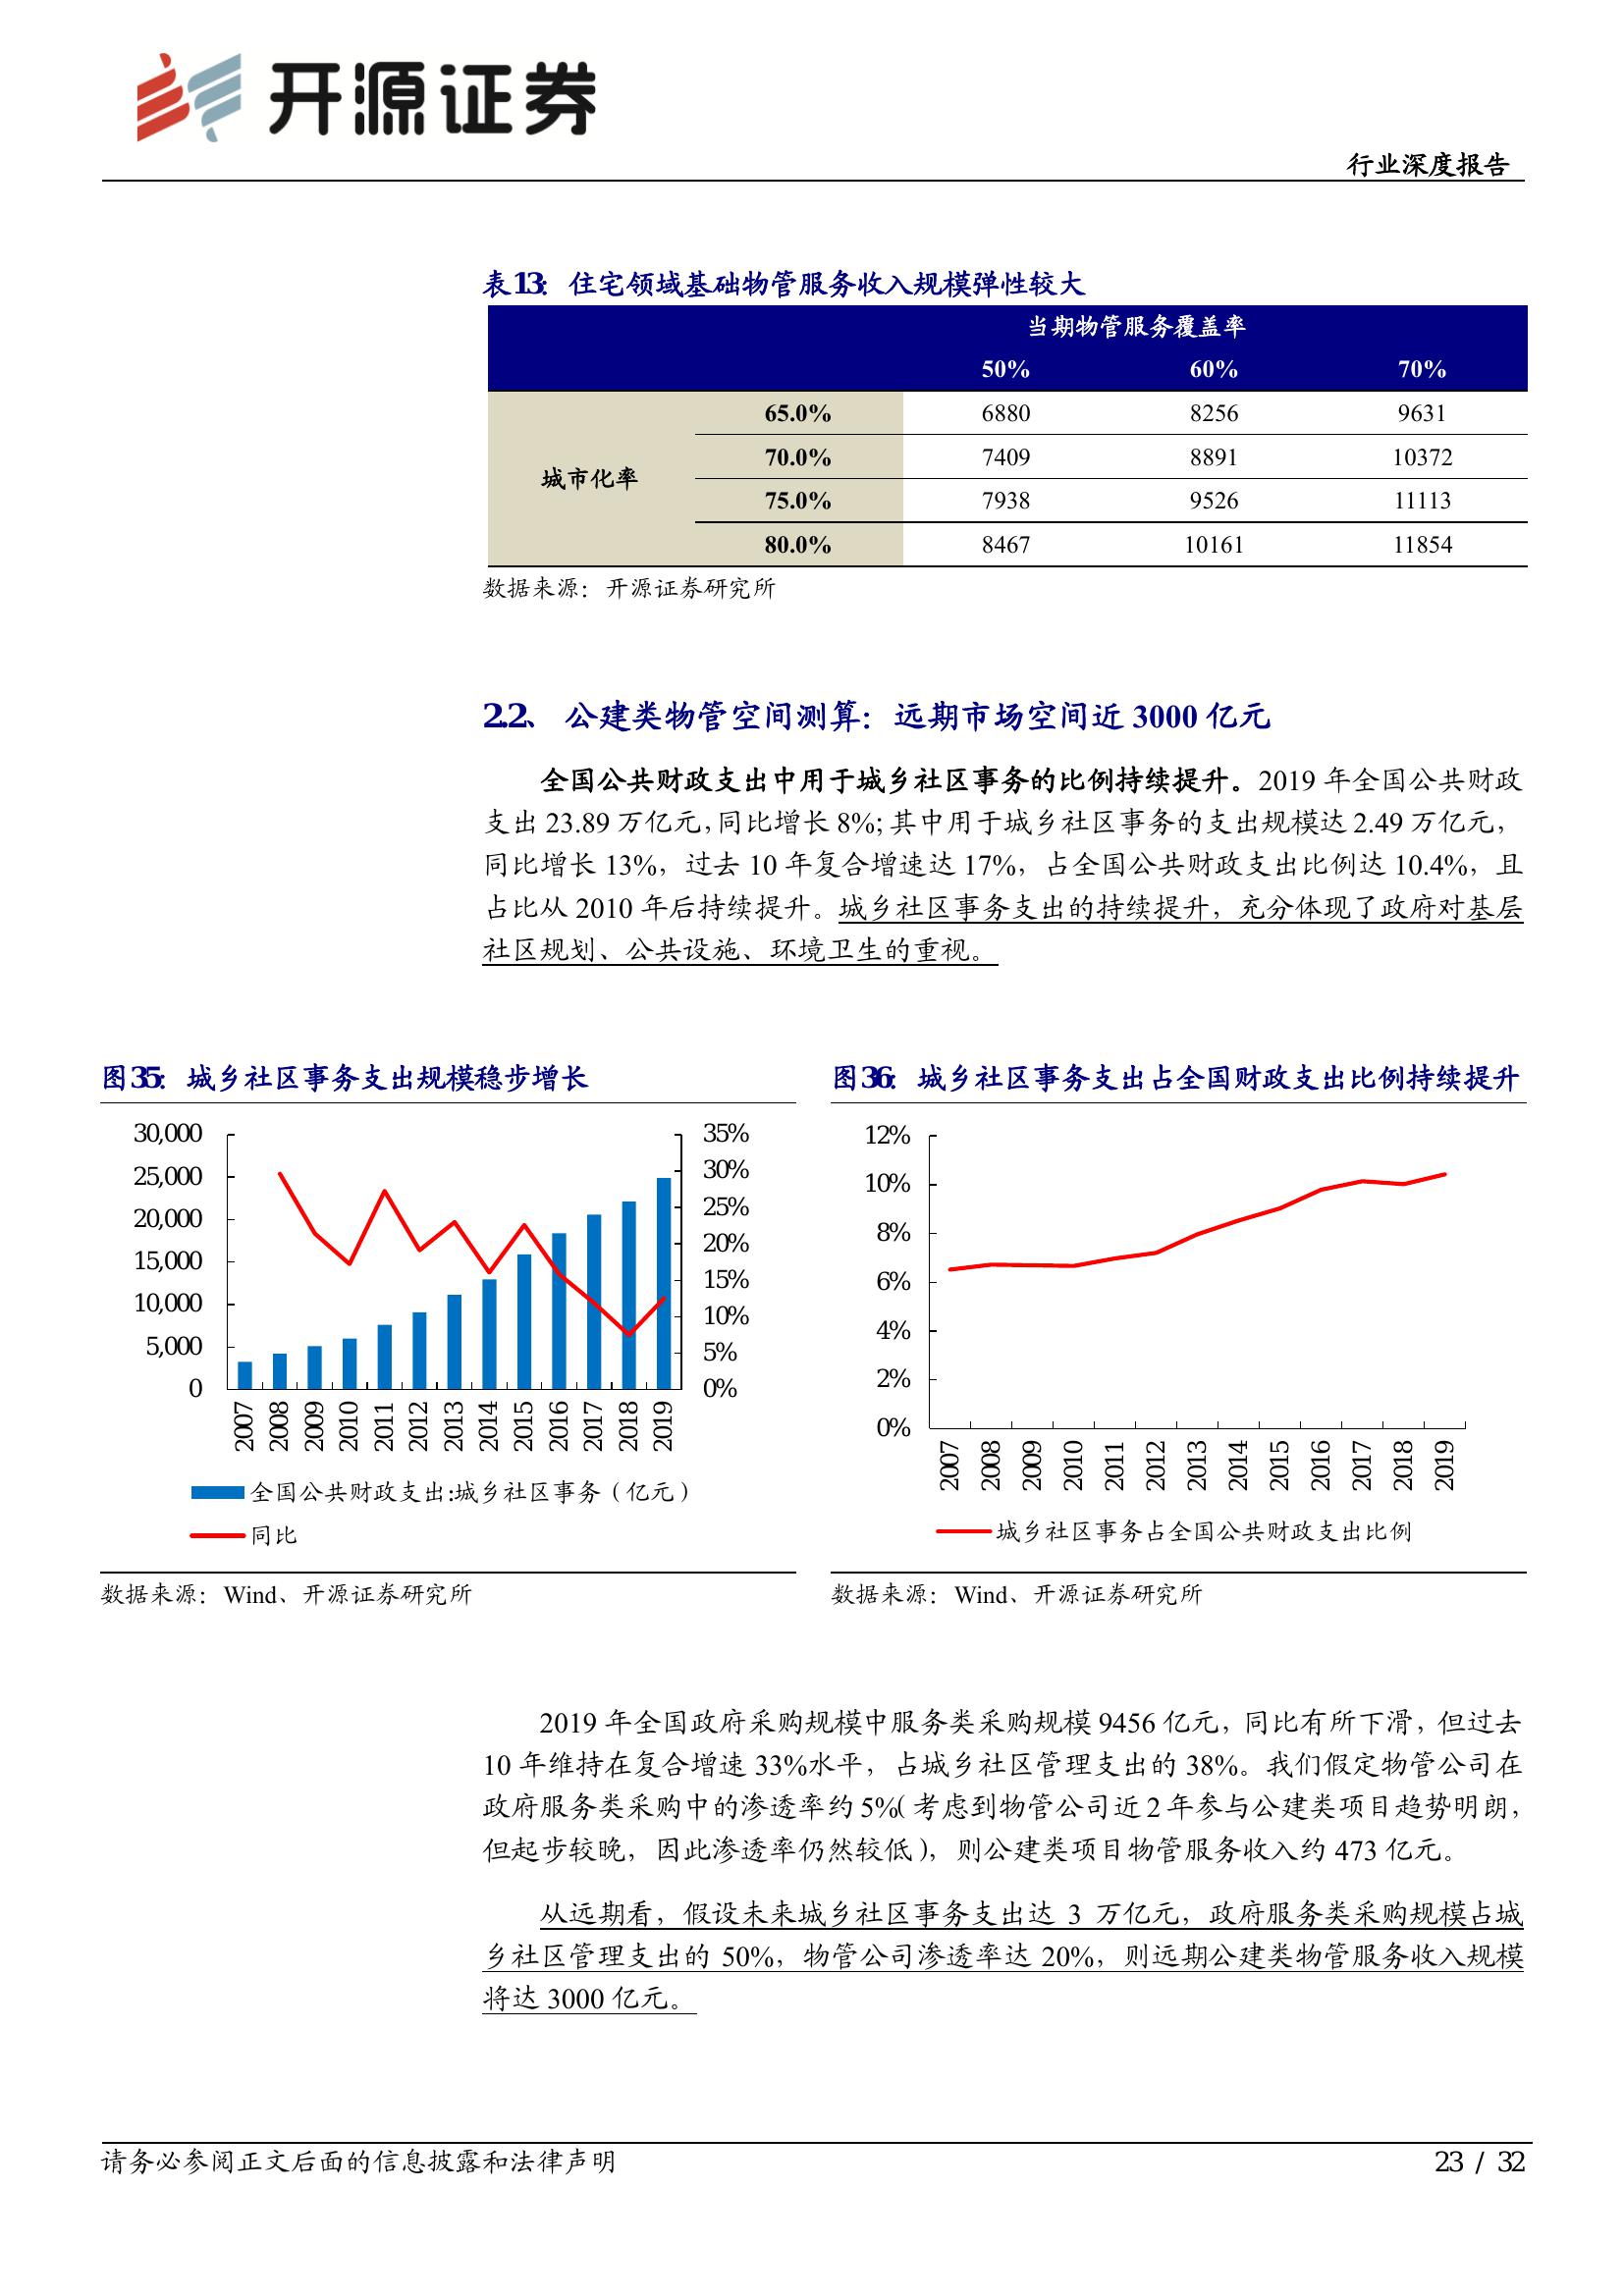 开源证券
行业深度报告
表13：住宅领域基础物管服务收入规模弹性较大
当期物管服务覆盖率
50% 60% 70%
城市化率
65.0% 6880 8256 9631
70.0% 7409 8891 10372
75.0% 7938 9526 11113
80.0% 8467 10161 11854
数据来源：开源证券研究所
2.2、 公建类物管空间测算：远期市场空间近 3000 亿元
全国公共财政支出中用于城乡社区事务的比例持续提升。2019 年全国公共财政
支出 23.89 万亿元，同比增长 8%；其中用于城乡社区事务的支出规模达 2.49 万亿元，
同比增长 13%，过去 10 年复合增速达 17%，占全国公共财政支出比例达 10.4%，且
占比从 2010 年后持续提升。城乡社区事务支出的持续提升，充分体现了政府对基层
社区规划、公共设施、环境卫生的重视。
图35：城乡社区事务支出规模稳步增长
30,000
25,000
20,000
15,000
10,000
5,000
0
35%
30%
25%
20%
15%
10%
5%
0%
2007 2008 2009 2010 2011 2012 2013 2014 2015 2016 2017 2018 2019
全国公共财政支出:城乡社区事务（亿元）
同比
数据来源：Wind、开源证券研究所
图36：城乡社区事务支出占全国财政支出比例持续提升
12%
10%
8%
6%
4%
2%
0%
2007 2008 2009 2010 2011 2012 2013 2014 2015 2016 2017 2018 2019
城乡社区事务占全国公共财政支出比例
数据来源：Wind、开源证券研究所
2019 年全国政府采购规模中服务类采购规模 9456 亿元，同比有所下滑，但过去
10 年维持在复合增速 33%水平，占城乡社区管理支出的 38%。我们假定物管公司在
政府服务类采购中的渗透率约 5%（考虑到物管公司近 2 年参与公建类项目趋势明朗，
但起步较晚，因此渗透率仍然较低），则公建类项目物管服务收入约 473 亿元。
从远期看，假设未来城乡社区事务支出达 3 万亿元，政府服务类采购规模占城
乡社区管理支出的 50%，物管公司渗透率达 20%，则远期公建类物管服务收入规模
将达 3000 亿元。
请务必参阅正文后面的信息披露和法律声明
23 / 32